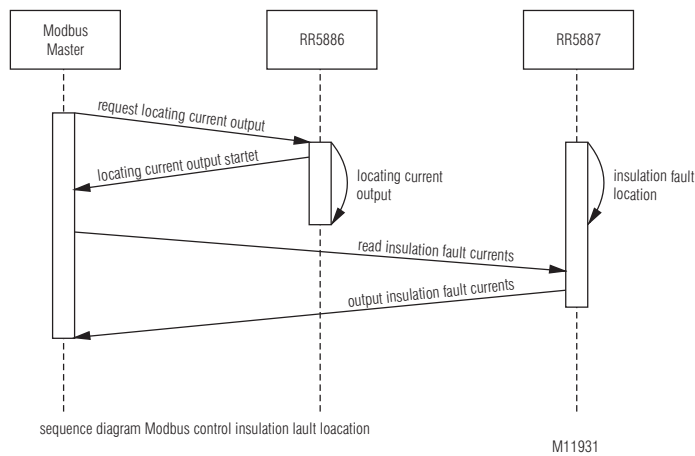 Modbus
Master
RR5886
RR5887
request locating current output
locating current output startet
locating current
output
insulation fault
location
read insulation fault currents
output insulation fault currents
sequence diagram Modbus control insulation lault loacation
M11931